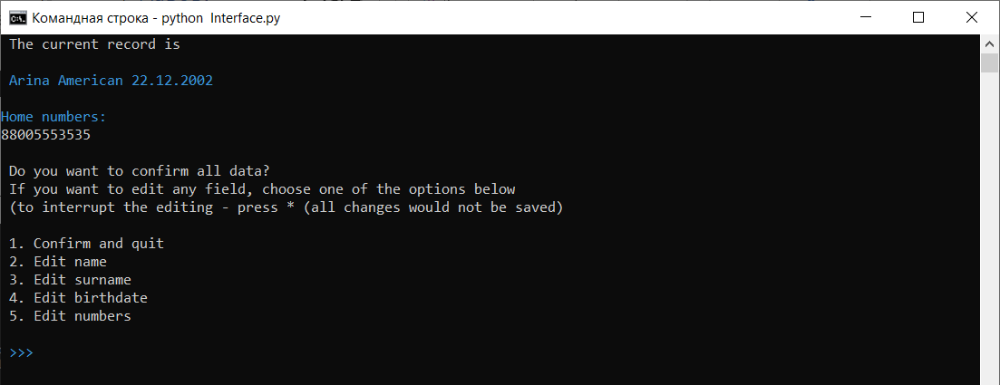 Командная строка - python  Interface.py
The current record is
Arina American 22.12.2002
Home numbers:
88005553535
Do you want to confirm all data?
If you want to edit any field, choose one of the options below
(to interrupt the editing - press * (all changes would not be saved)
1. Confirm and quit
2. Edit name
3. Edit surname
4. Edit birthdate
5. Edit numbers
>>>